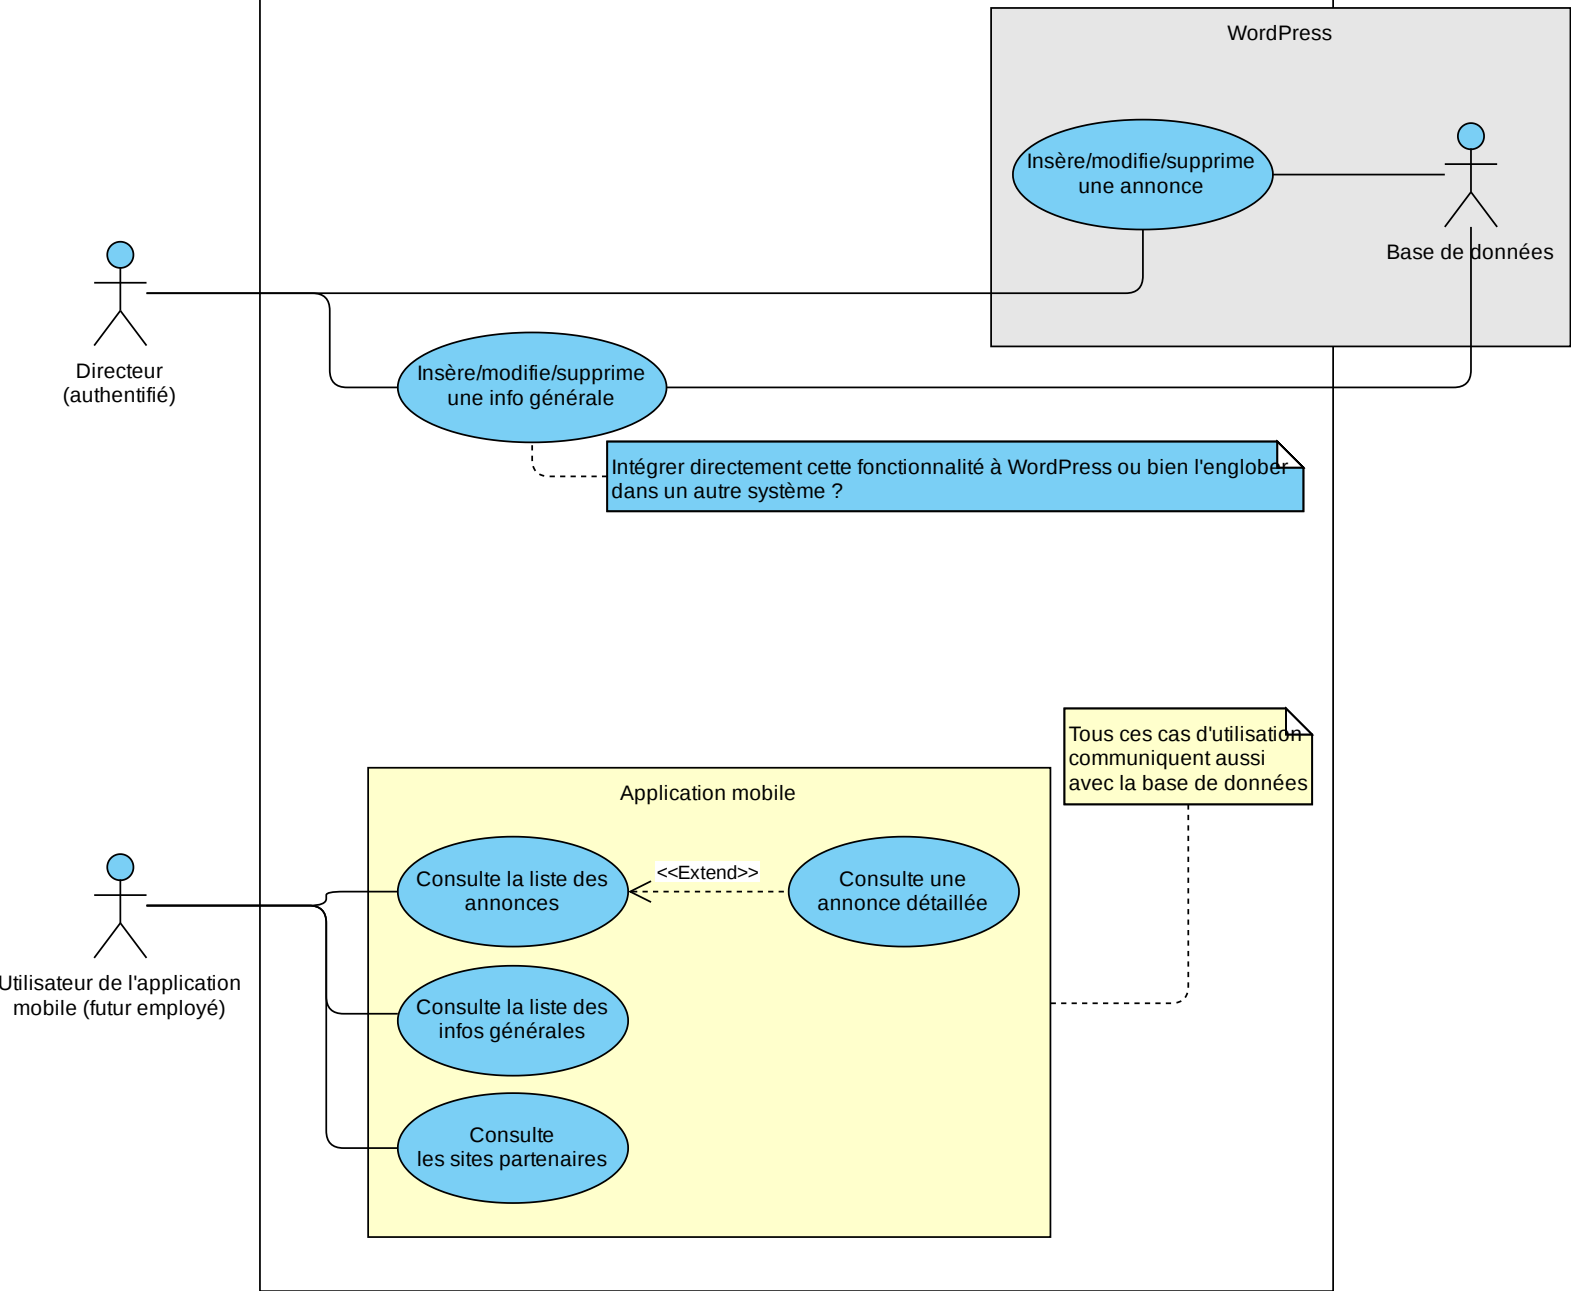 WordPress
Insère/modifie/supprime
une annonce
Base de données
Directeur
(authentifié)
Insère/modifie/supprime
une info générale
Intégrer directement cette fonctionnalité à WordPress ou bien l'englober
dans un autre système ?
Tous ces cas d'utilisation
communiquent aussi
avec la base de données
Application mobile
Consulte la liste des
annonces
<<Extend>>
Consulte une
annonce détaillée
Utilisateur de l'application
mobile (futur employé)
Consulte la liste des
infos générales
Consulte
les sites partenaires